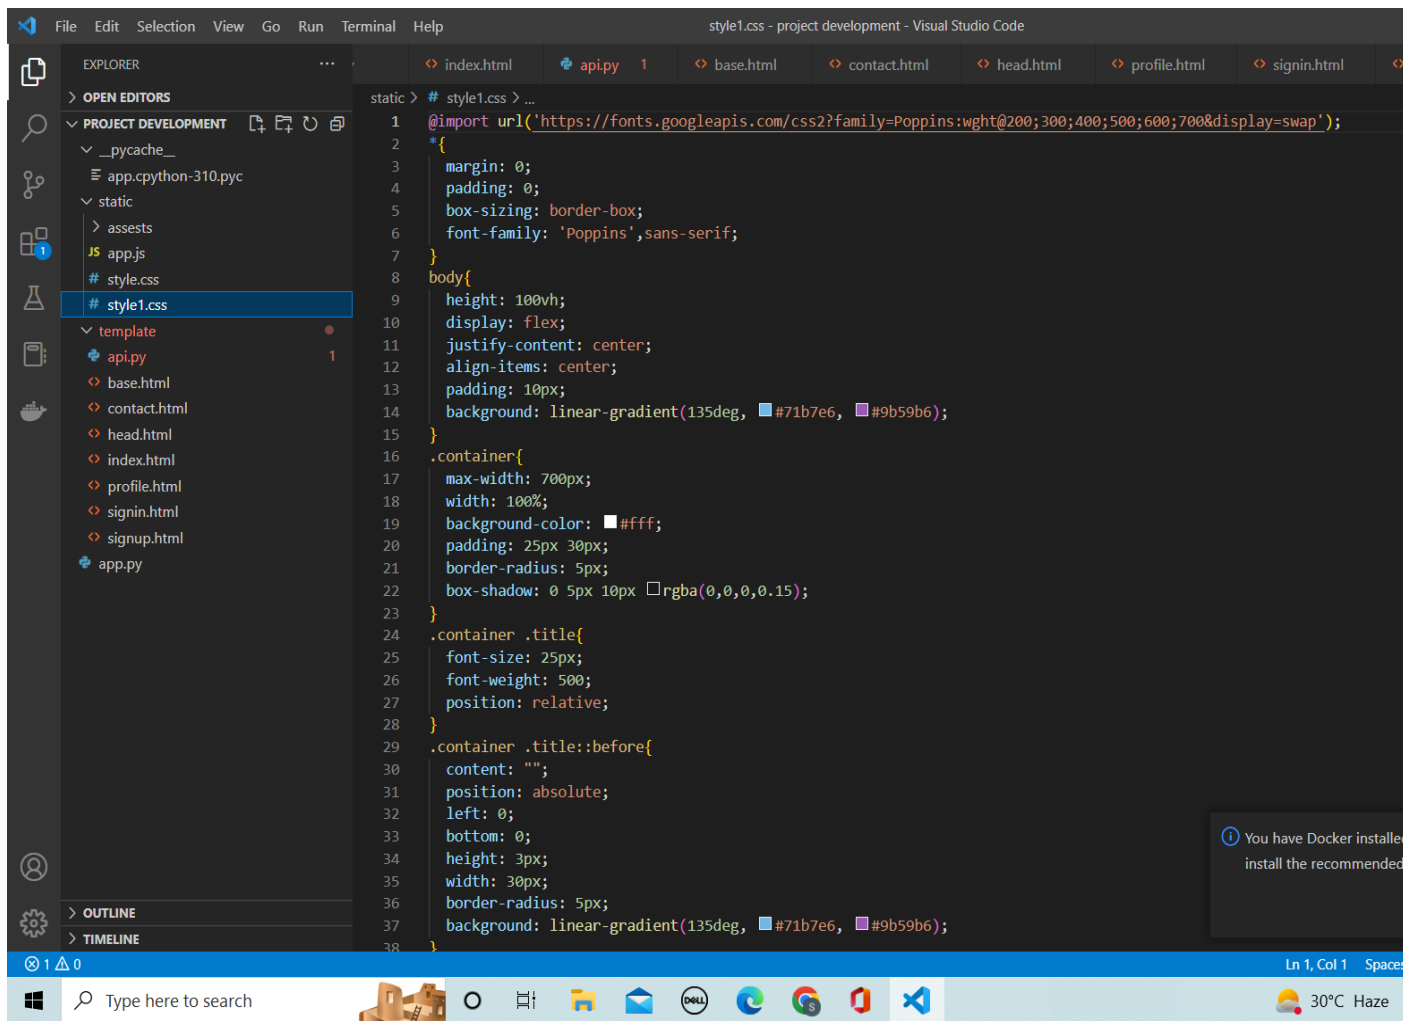 File Edit Selection View Go Run Terminal Help style1.css - project development - Visual Studio Code
EXPLORER ... index.html api.py 1 base.html contact.html head.html profile.html signin.html
OPEN EDITORS
static > # style1.css > ...
PROJECT DEVELOPMENT
__pycache__
app.cpython-310.pyc
static
assests
JS app.js
# style.css
# style1.css
template
api.py 1
base.html
contact.html
head.html
index.html
profile.html
signin.html
signup.html
app.py
OUTLINE
TIMELINE
1 @import url('https://fonts.googleapis.com/css2?family=Poppins:wght@200;300;400;500;600;700&display=swap');
2 *{
3 margin: 0;
4 padding: 0;
5 box-sizing: border-box;
6 font-family: 'Poppins',sans-serif;
7 }
8 body{
9 height: 100vh;
10 display: flex;
11 justify-content: center;
12 align-items: center;
13 padding: 10px;
14 background: linear-gradient(135deg, #71b7e6, #9b59b6);
15 }
16 .container{
17 max-width: 700px;
18 width: 100%;
19 background-color: #fff;
20 padding: 25px 30px;
21 border-radius: 5px;
22 box-shadow: 0 5px 10px rgba(0,0,0,0.15);
23 }
24 .container .title{
25 font-size: 25px;
26 font-weight: 500;
27 position: relative;
28 }
29 .container .title::before{
30 content: "";
31 position: absolute;
32 left: 0;
33 bottom: 0;
34 height: 3px;
35 width: 30px;
36 border-radius: 5px;
37 background: linear-gradient(135deg, #71b7e6, #9b59b6);
38 }
You have Docker installe
install the recommended
1
1 0 Ln 1, Col 1 Spaces
Type here to search DELL S 30°C Haze